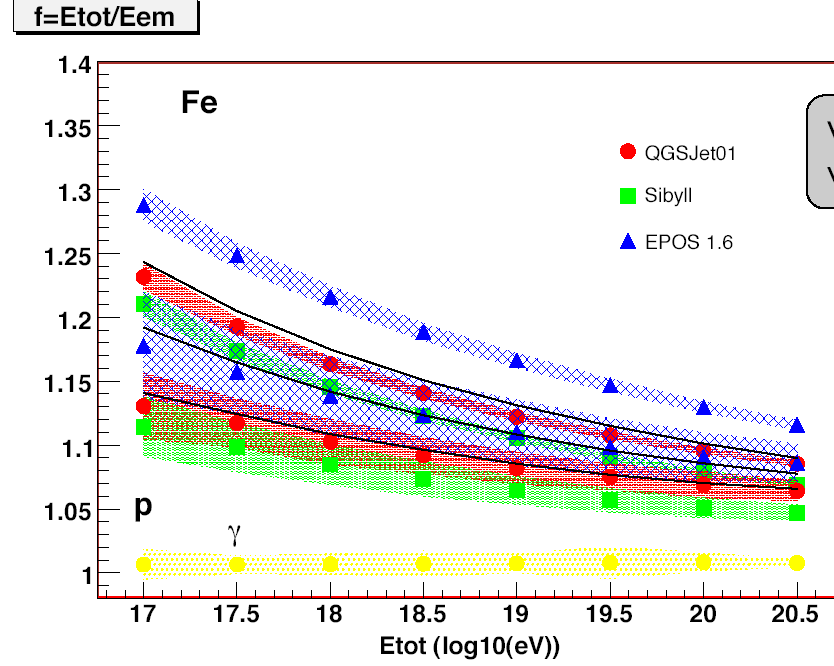 f=Etot/Eem
1.4
1.35
1.3
1.25
1.2
1.15
1.1
1.05
1
Fe
QGSJet01
Sibyll
EPOS 1.6
p
γ
17 17.5 18 18.5 19 19.5 20 20.5
Etot (log10(eV))